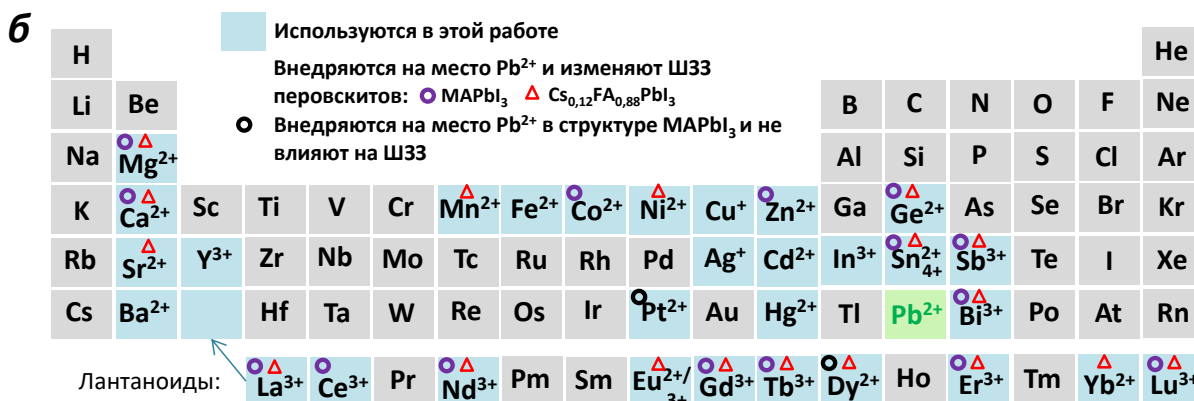 б
Используются в этой работе
H He
Внедряются на место Pb²⁺ и изменяют ШЗЗ
перовскитов: MAPbI₃ Cs₀,₁₂FA₀,₈₈PbI₃
Li Be B C N O F Ne
Внедряются на место Pb²⁺ в структуре MAPbI₃ и не
влияют на ШЗЗ
Na Mg²⁺ Al Si P S Cl Ar
K Ca²⁺ Sc Ti V Cr Mn²⁺ Fe²⁺ Co²⁺ Ni²⁺ Cu⁺ Zn²⁺ Ga Ge²⁺ As Se Br Kr
Rb Sr²⁺ Y³⁺ Zr Nb Mo Tc Ru Rh Pd Ag⁺ Cd²⁺ In³⁺ Sn²⁺₄₊ Sb³⁺ Te I Xe
Cs Ba²⁺ Hf Ta W Re Os Ir Pt²⁺ Au Hg²⁺ Tl Pb²⁺ Bi³⁺ Po At Rn
Лантаноиды: La³⁺ Ce³⁺ Pr Nd³⁺ Pm Sm Eu²⁺/₃₊ Gd³⁺ Tb³⁺ Dy²⁺ Ho Er³⁺ Tm Yb²⁺ Lu³⁺